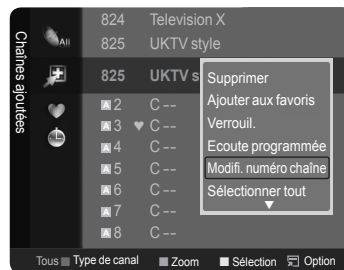 Chaînes ajoutées
All
824 Television X
825 UKTV style
825 UKTV s
A 2 C --
A 3 ♥ C --
A 4 C --
A 5 C --
A 6 C --
A 7 C --
A 8 C --
Supprimer
Ajouter aux favoris
Verrouil.
Ecoute programmée
Modifi. numéro chaîne
Sélectionner tout
▼
Tous Type de canal Zoom Sélection Option